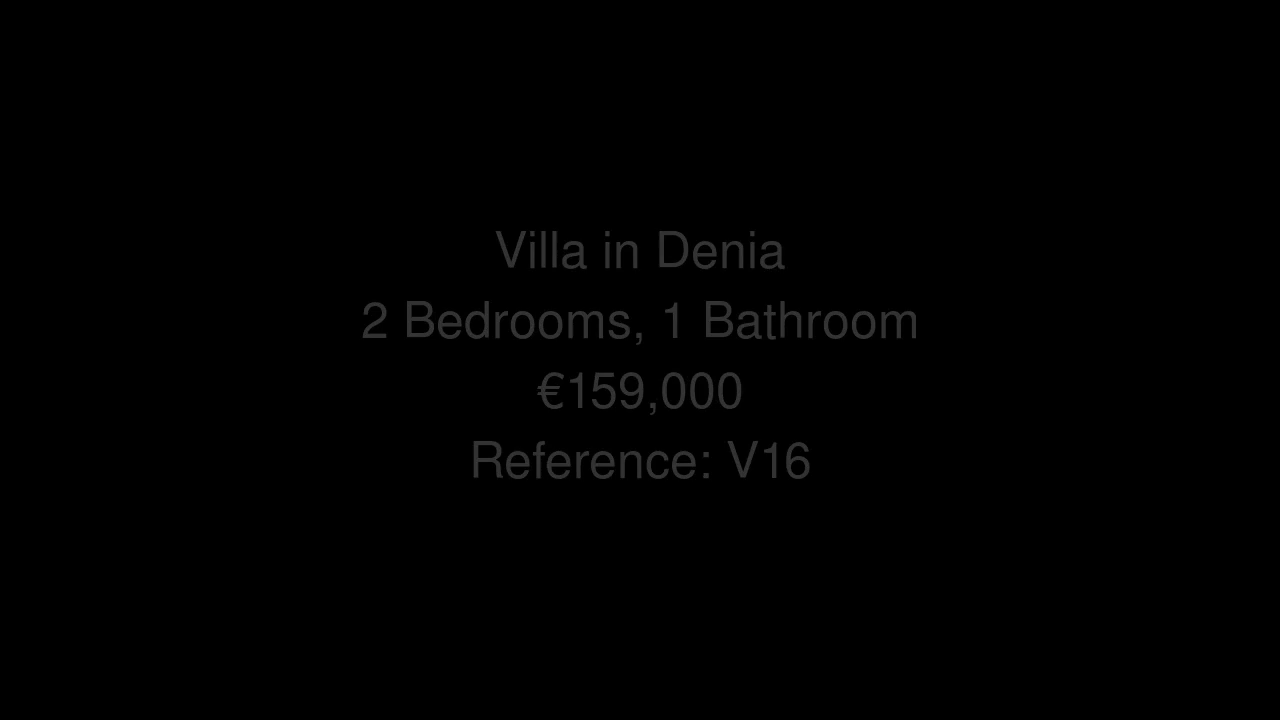 Villa in Denia
2 Bedrooms, 1 Bathroom
€159,000
Reference: V16